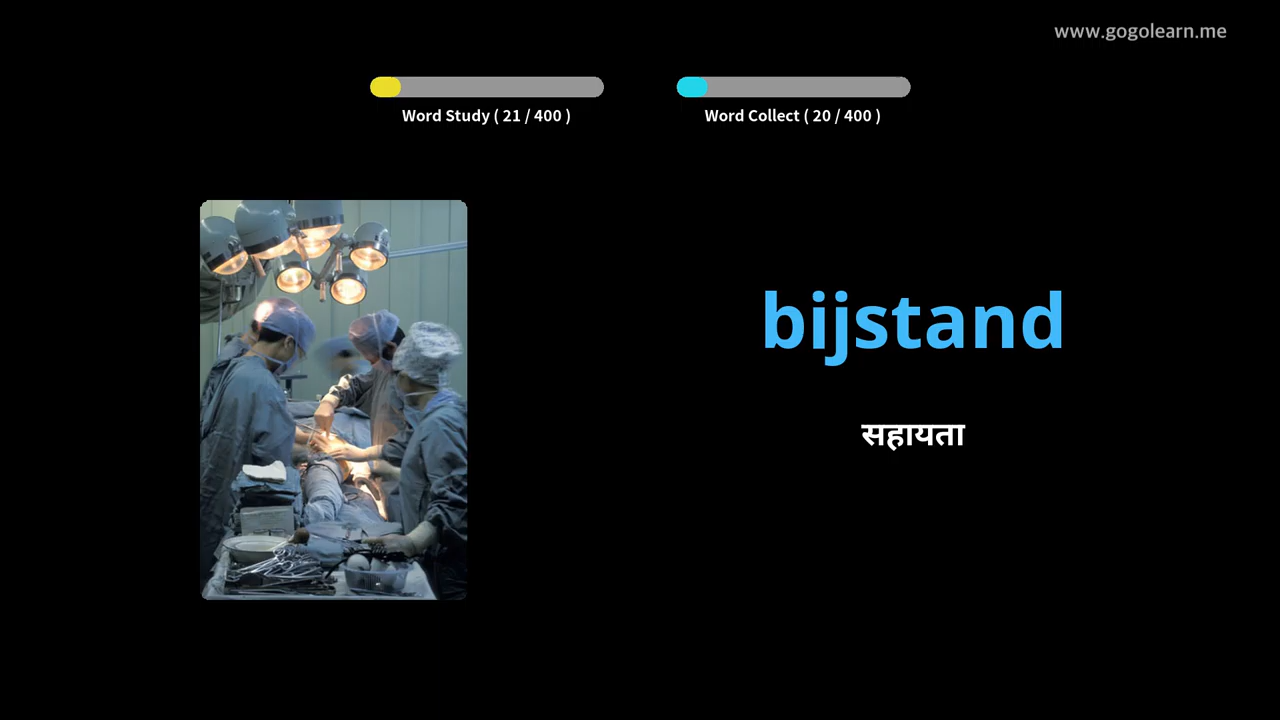 www.gogolearn.me
Word Study ( 21 / 400 )
Word Collect ( 20 / 400 )
bijstand
सहायता